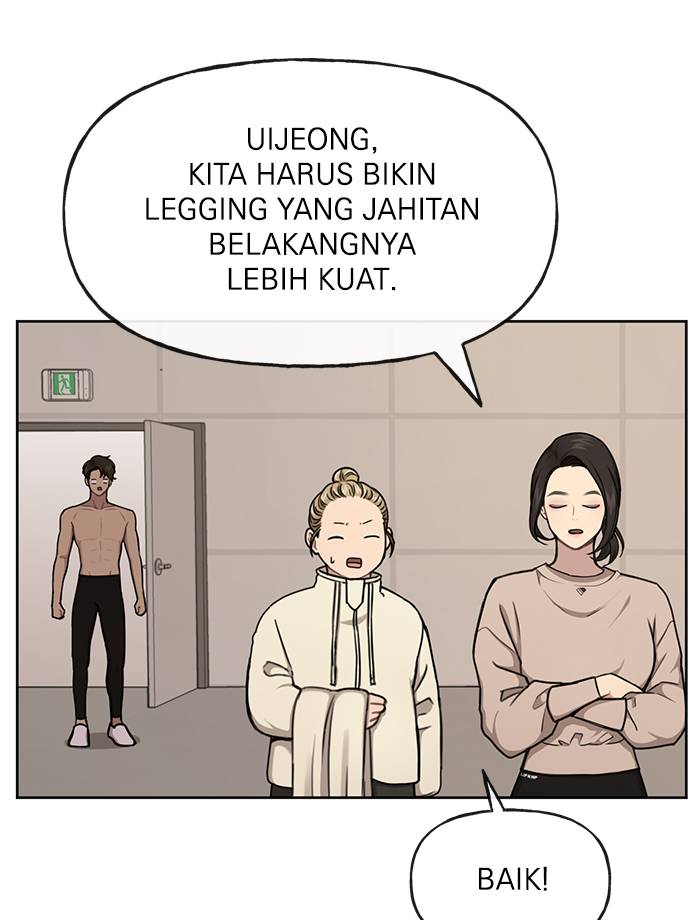 UIJEONG,
KITA HARUS BIKIN
LEGGING YANG JAHITAN
BELAKANGNYA
LEBIH KUAT.
BAIK!